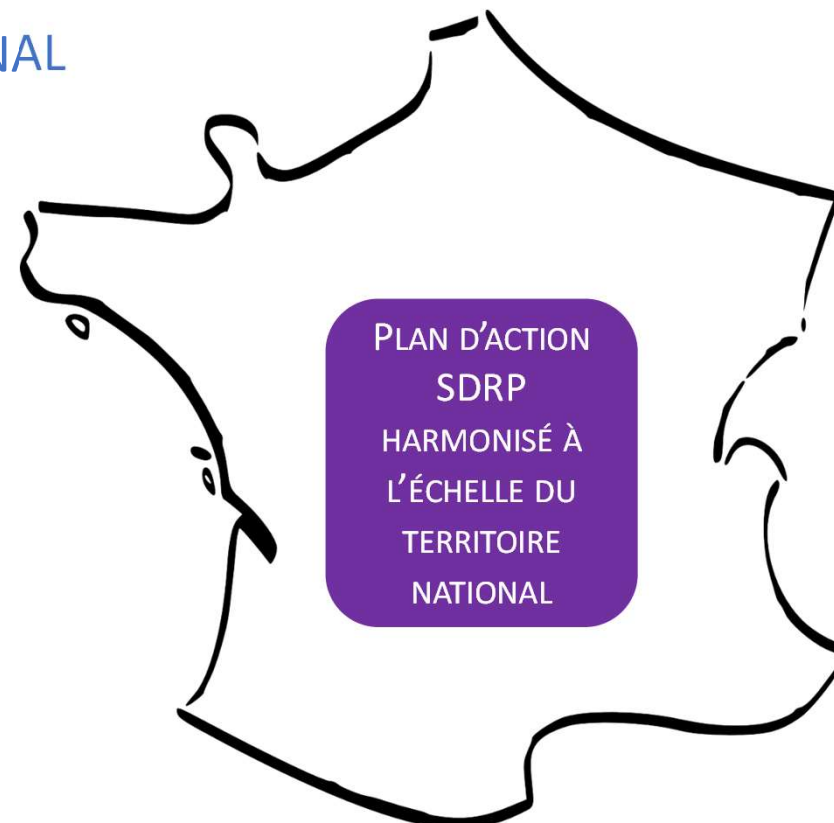 NAL
PLAN D'ACTION
SDRP
HARMONISÉ À
L'ÉCHELLE DU
TERRITOIRE
NATIONAL